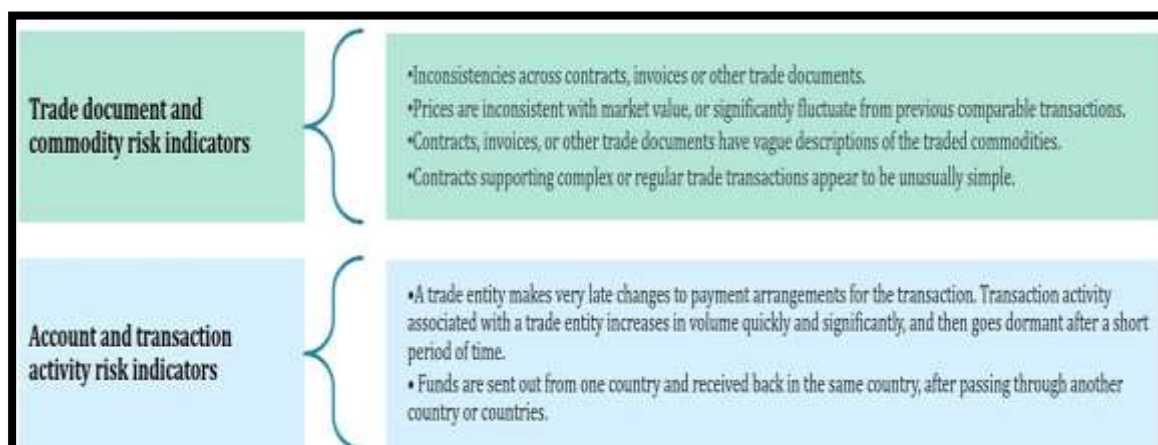 Trade document and
commodity risk indicators
•Inconsistencies across contracts, invoices or other trade documents.
•Prices are inconsistent with market value, or significantly fluctuate from previous comparable transactions.
•Contracts, invoices, or other trade documents have vague descriptions of the traded commodities.
•Contracts supporting complex or regular trade transactions appear to be unusually simple.
Account and transaction
activity risk indicators
•A trade entity makes very late changes to payment arrangements for the transaction. Transaction activity
associated with a trade entity increases in volume quickly and significantly, and then goes dormant after a short
period of time.
• Funds are sent out from one country and received back in the same country, after passing through another
country or countries.